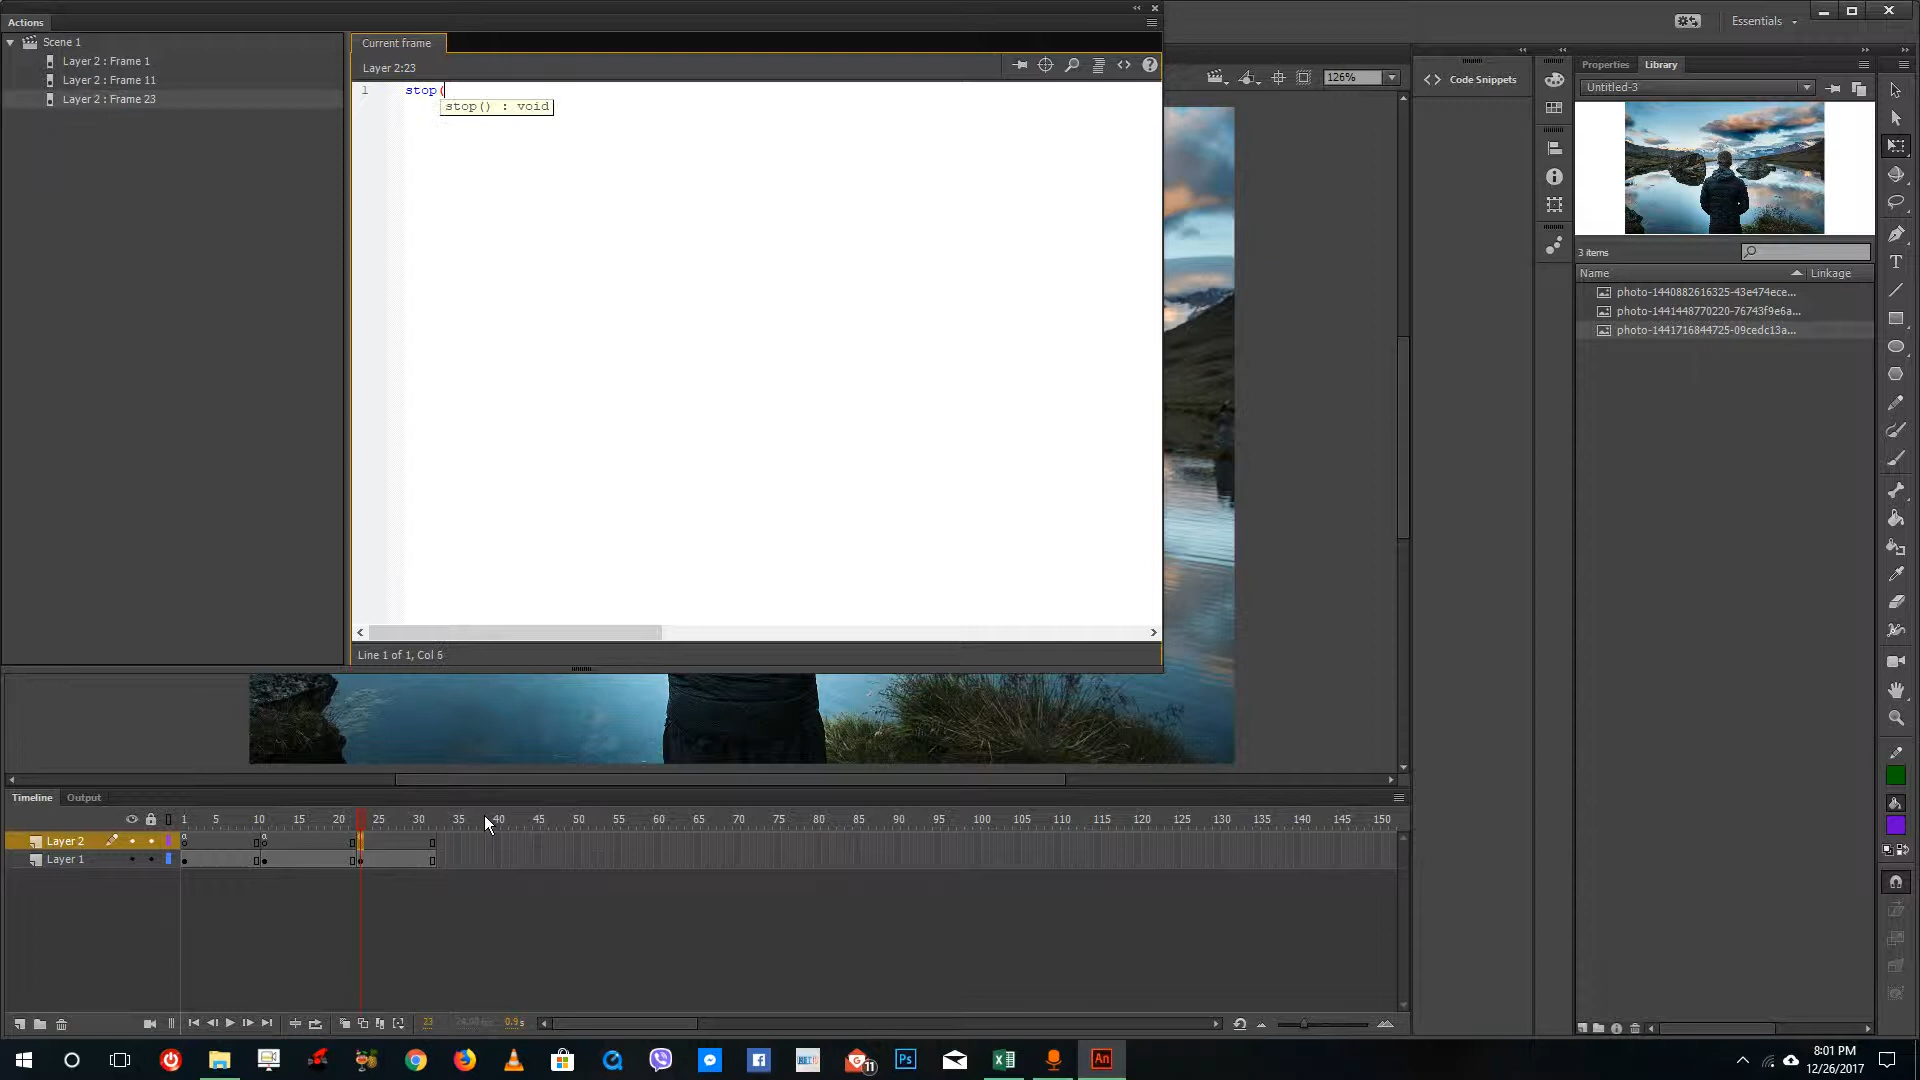 Actions
Essentials
Scene 1
Layer 2 : Frame 1
Layer 2 : Frame 11
Layer 2 : Frame 23
Current frame
Layer 2:23
1 stop(
stop() : void
Line 1 of 1, Col 6
126%
Code Snippets
Properties Library
Untitled-3
3 items
Name Linkage
photo-1440882616325-43e474ece...
photo-1441448770220-76743f9e6a...
photo-1441716844725-09cedc13a...
Timeline Output
1 5 10 15 20 25 30 35 40 45 50 55 60 65 70 75 80 85 90 95 100 105 110 115 120 125 130 135 140 145 150
Layer 2
Layer 1
23 0.9s
11
Ps
An
8:01 PM
12/26/2017